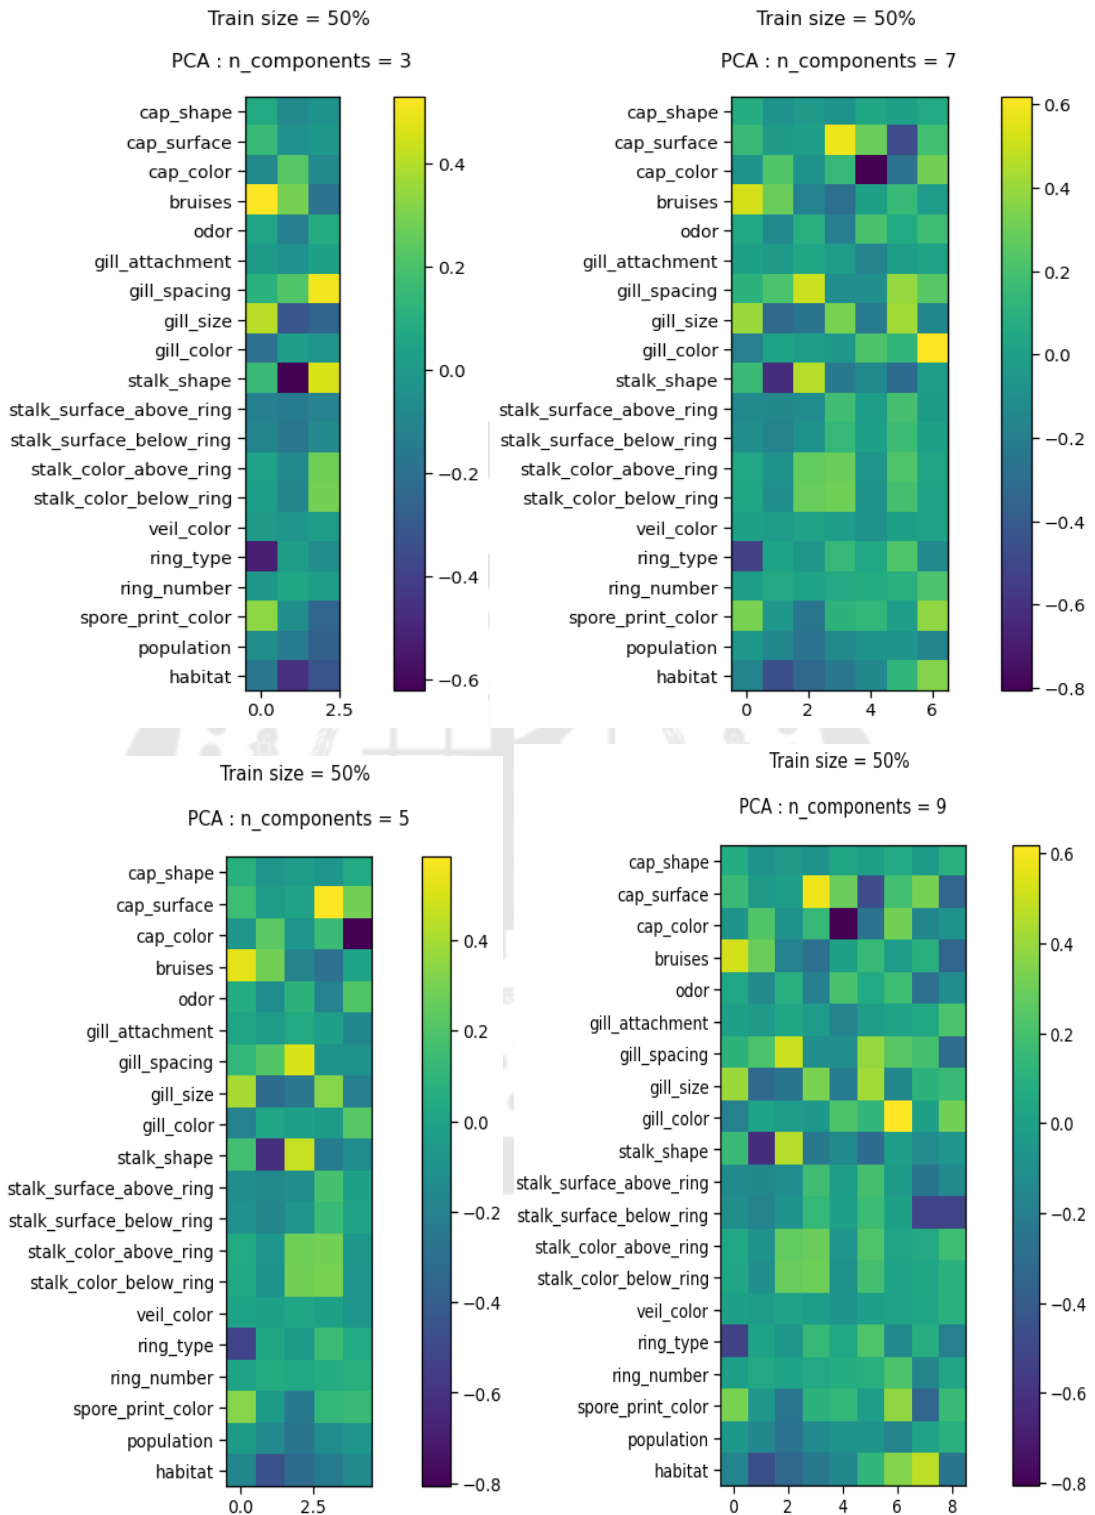 Train size = 50%
PCA : n_components = 3
cap_shape
cap_surface
cap_color
bruises
odor
gill_attachment
gill_spacing
gill_size
gill_color
stalk_shape
stalk_surface_above_ring
stalk_surface_below_ring
stalk_color_above_ring
stalk_color_below_ring
veil_color
ring_type
ring_number
spore_print_color
population
habitat
0.0 2.5
0.4
0.2
0.0
−0.2
−0.4
−0.6
Train size = 50%
PCA : n_components = 7
cap_shape
cap_surface
cap_color
bruises
odor
gill_attachment
gill_spacing
gill_size
gill_color
stalk_shape
stalk_surface_above_ring
stalk_surface_below_ring
stalk_color_above_ring
stalk_color_below_ring
veil_color
ring_type
ring_number
spore_print_color
population
habitat
0 2 4 6
0.6
0.4
0.2
0.0
−0.2
−0.4
−0.6
−0.8
Train size = 50%
PCA : n_components = 5
cap_shape
cap_surface
cap_color
bruises
odor
gill_attachment
gill_spacing
gill_size
gill_color
stalk_shape
stalk_surface_above_ring
stalk_surface_below_ring
stalk_color_above_ring
stalk_color_below_ring
veil_color
ring_type
ring_number
spore_print_color
population
habitat
0.0 2.5
0.4
0.2
0.0
−0.2
−0.4
−0.6
−0.8
Train size = 50%
PCA : n_components = 9
cap_shape
cap_surface
cap_color
bruises
odor
gill_attachment
gill_spacing
gill_size
gill_color
stalk_shape
stalk_surface_above_ring
stalk_surface_below_ring
stalk_color_above_ring
stalk_color_below_ring
veil_color
ring_type
ring_number
spore_print_color
population
habitat
0 2 4 6 8
0.6
0.4
0.2
0.0
−0.2
−0.4
−0.6
−0.8